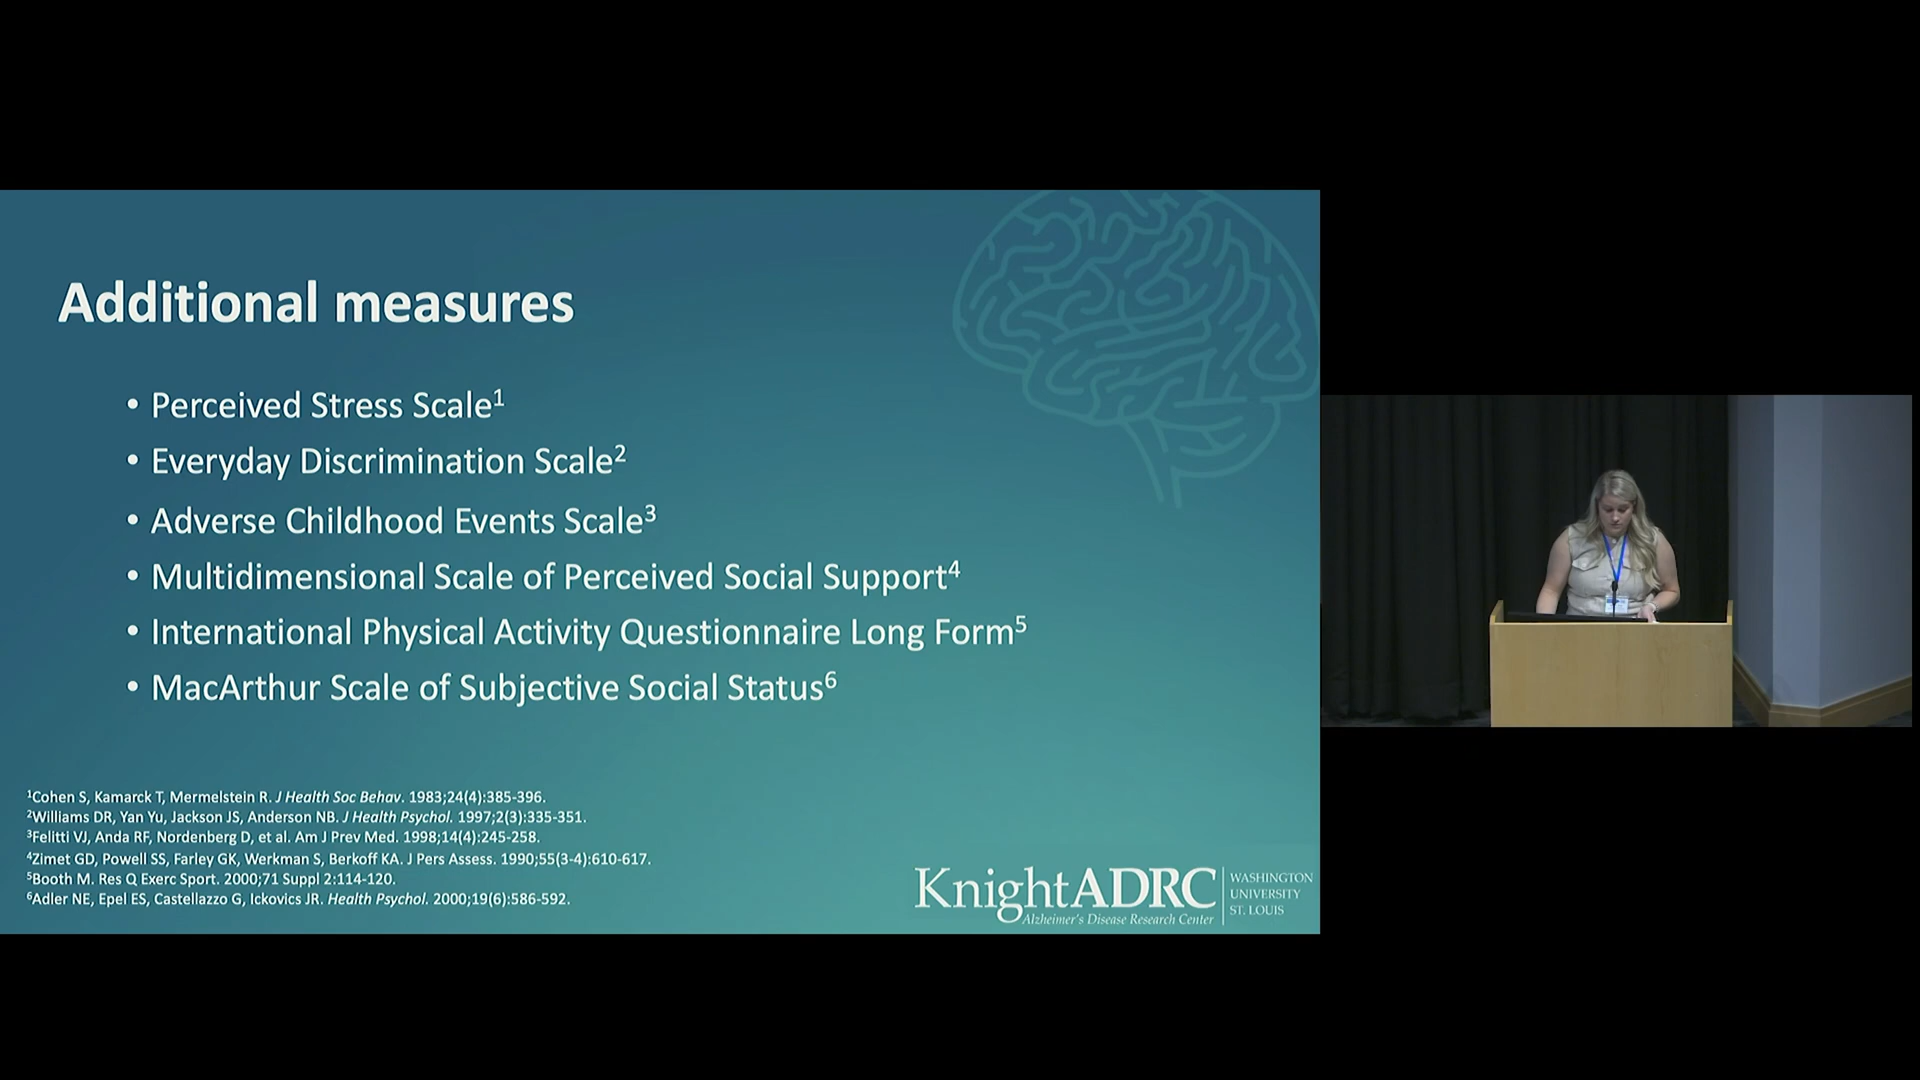 Additional measures
• Perceived Stress Scale¹
• Everyday Discrimination Scale²
• Adverse Childhood Events Scale³
• Multidimensional Scale of Perceived Social Support⁴
• International Physical Activity Questionnaire Long Form⁵
• MacArthur Scale of Subjective Social Status⁶
¹Cohen S, Kamarck T, Mermelstein R. J Health Soc Behav. 1983;24(4):385-396.
²Williams DR, Yan Yu, Jackson JS, Anderson NB. J Health Psychol. 1997;2(3):335-351.
³Felitti VJ, Anda RF, Nordenberg D, et al. Am J Prev Med. 1998;14(4):245-258.
⁴Zimet GD, Powell SS, Farley GK, Werkman S, Berkoff KA. J Pers Assess. 1990;55(3-4):610-617.
⁵Booth M. Res Q Exerc Sport. 2000;71 Suppl 2:114-120.
⁶Adler NE, Epel ES, Castellazzo G, Ickovics JR. Health Psychol. 2000;19(6):586-592.
KnightADRC
Alzheimer's Disease Research Center
WASHINGTON
UNIVERSITY
ST. LOUIS